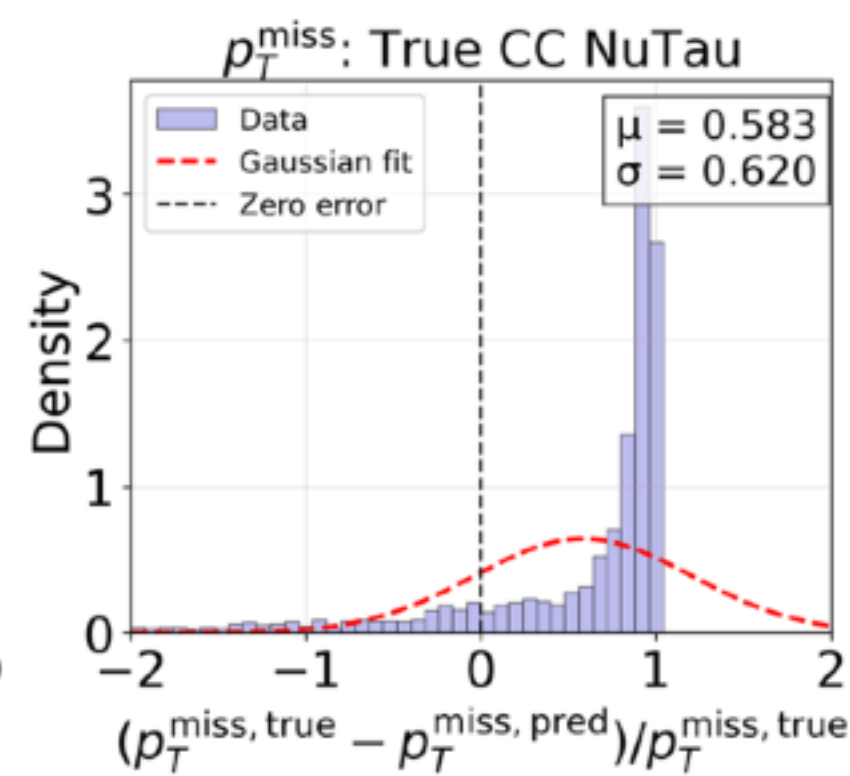 p_T^miss: True CC NuTau
Data
Gaussian fit
Zero error
μ = 0.583
σ = 0.620
Density
3
2
1
0
−2 −1 0 1 2
(p_T^miss, true − p_T^miss, pred)/p_T^miss, true